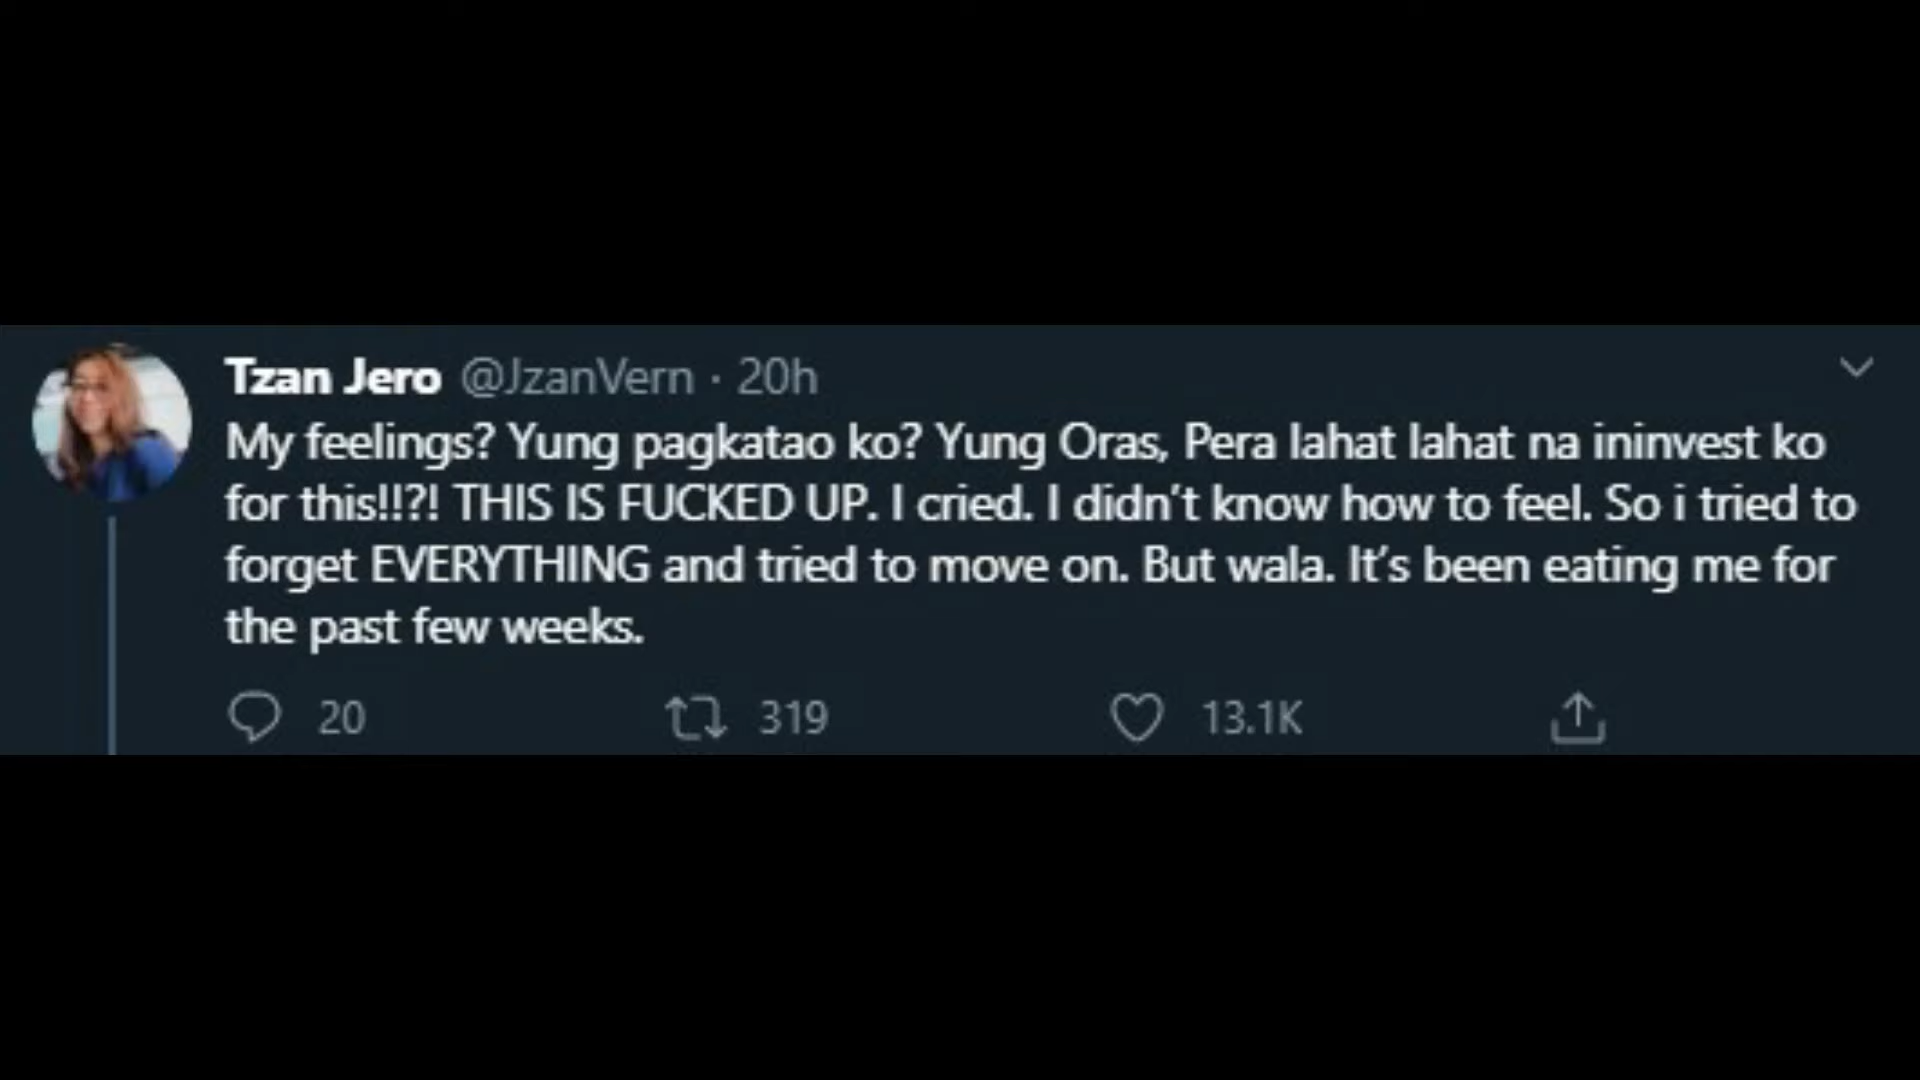 Tzan Jero @JzanVern · 20h
My feelings? Yung pagkatao ko? Yung Oras, Pera lahat lahat na ininvest ko
for this!!?! THIS IS FUCKED UP. I cried. I didn't know how to feel. So i tried to
forget EVERYTHING and tried to move on. But wala. It's been eating me for
the past few weeks.
20 319 13.1K